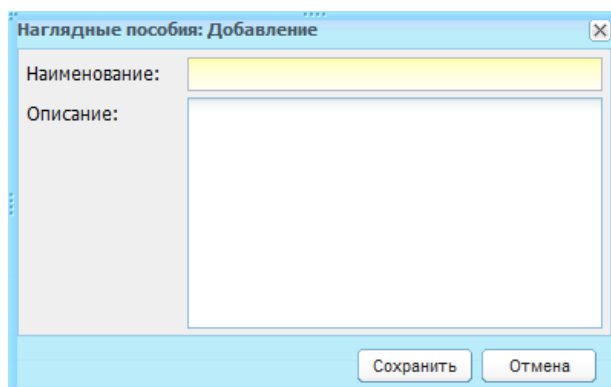 Наглядные пособия: Добавление
Наименование:
Описание:
Сохранить Отмена